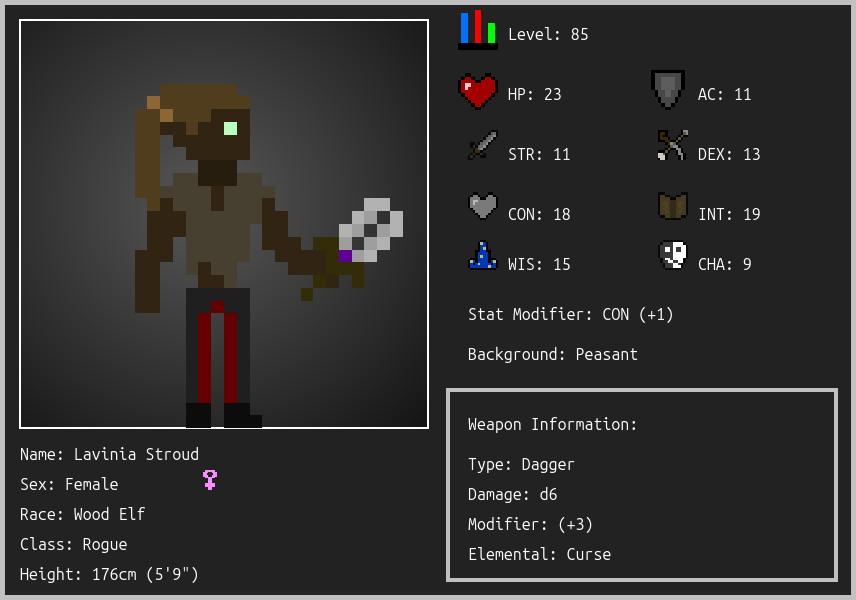 Level: 85
HP: 23
AC: 11
STR: 11
DEX: 13
CON: 18
INT: 19
WIS: 15
CHA: 9
Stat Modifier: CON (+1)
Background: Peasant
Weapon Information:
Type: Dagger
Damage: d6
Modifier: (+3)
Elemental: Curse
Name: Lavinia Stroud
Sex: Female
Race: Wood Elf
Class: Rogue
Height: 176cm (5'9")